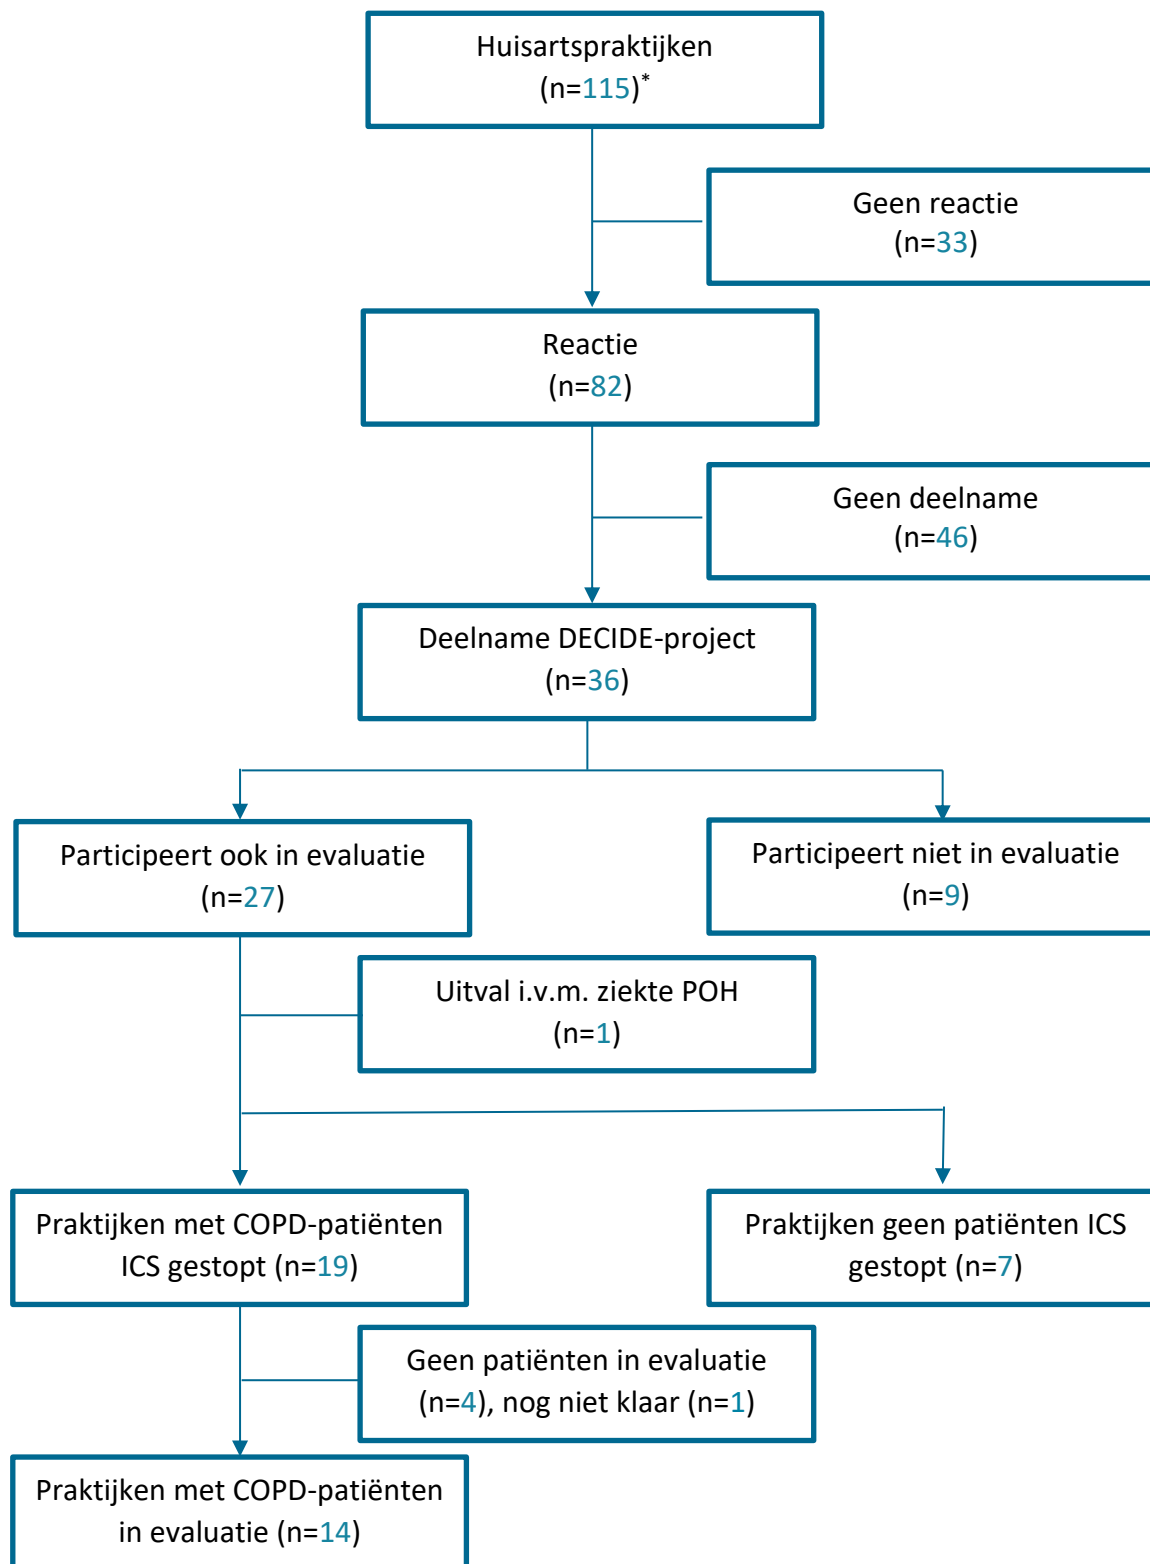 Huisartspraktijken
(n=115)*
Geen reactie
(n=33)
Reactie
(n=82)
Geen deelname
(n=46)
Deelname DECIDE-project
(n=36)
Participeert ook in evaluatie
(n=27)
Participeert niet in evaluatie
(n=9)
Uitval i.v.m. ziekte POH
(n=1)
Praktijken met COPD-patiënten
ICS gestopt (n=19)
Praktijken geen patiënten ICS
gestopt (n=7)
Geen patiënten in evaluatie
(n=4), nog niet klaar (n=1)
Praktijken met COPD-patiënten
in evaluatie (n=14)